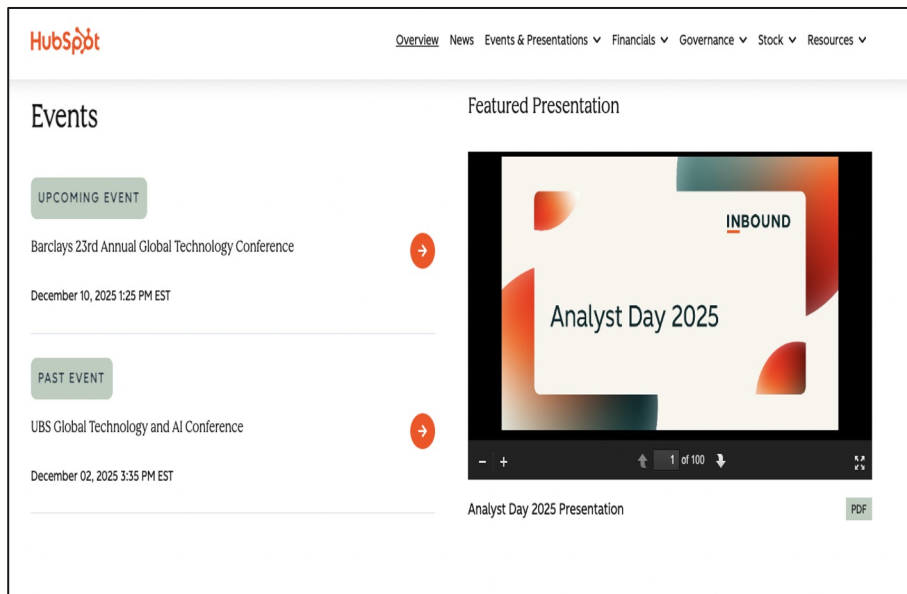 HubSpot
Overview News Events & Presentations Financials Governance Stock Resources
Events
UPCOMING EVENT
Barclays 23rd Annual Global Technology Conference
December 10, 2025 1:25 PM EST
PAST EVENT
UBS Global Technology and AI Conference
December 02, 2025 3:35 PM EST
Featured Presentation
INBOUND
Analyst Day 2025
1 of 100
Analyst Day 2025 Presentation
PDF